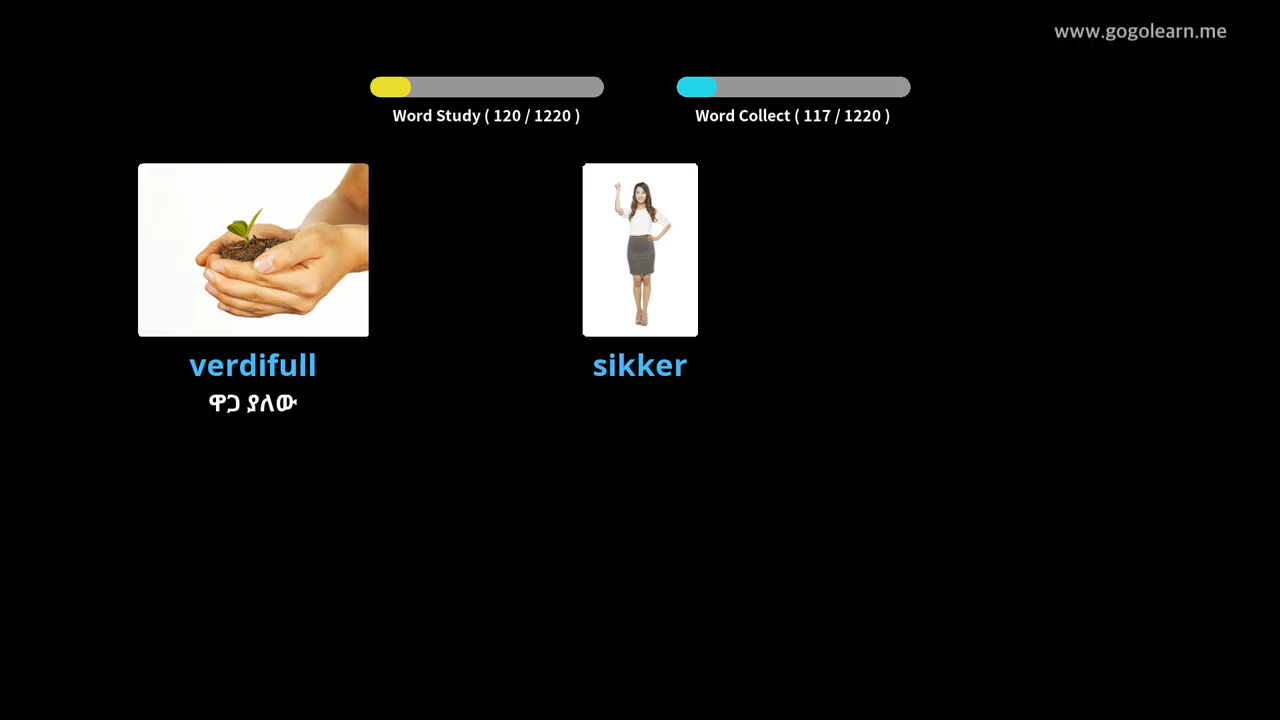 www.gogolearn.me
Word Study ( 120 / 1220 )
Word Collect ( 117 / 1220 )
verdifull
ዋጋ ያለው
sikker